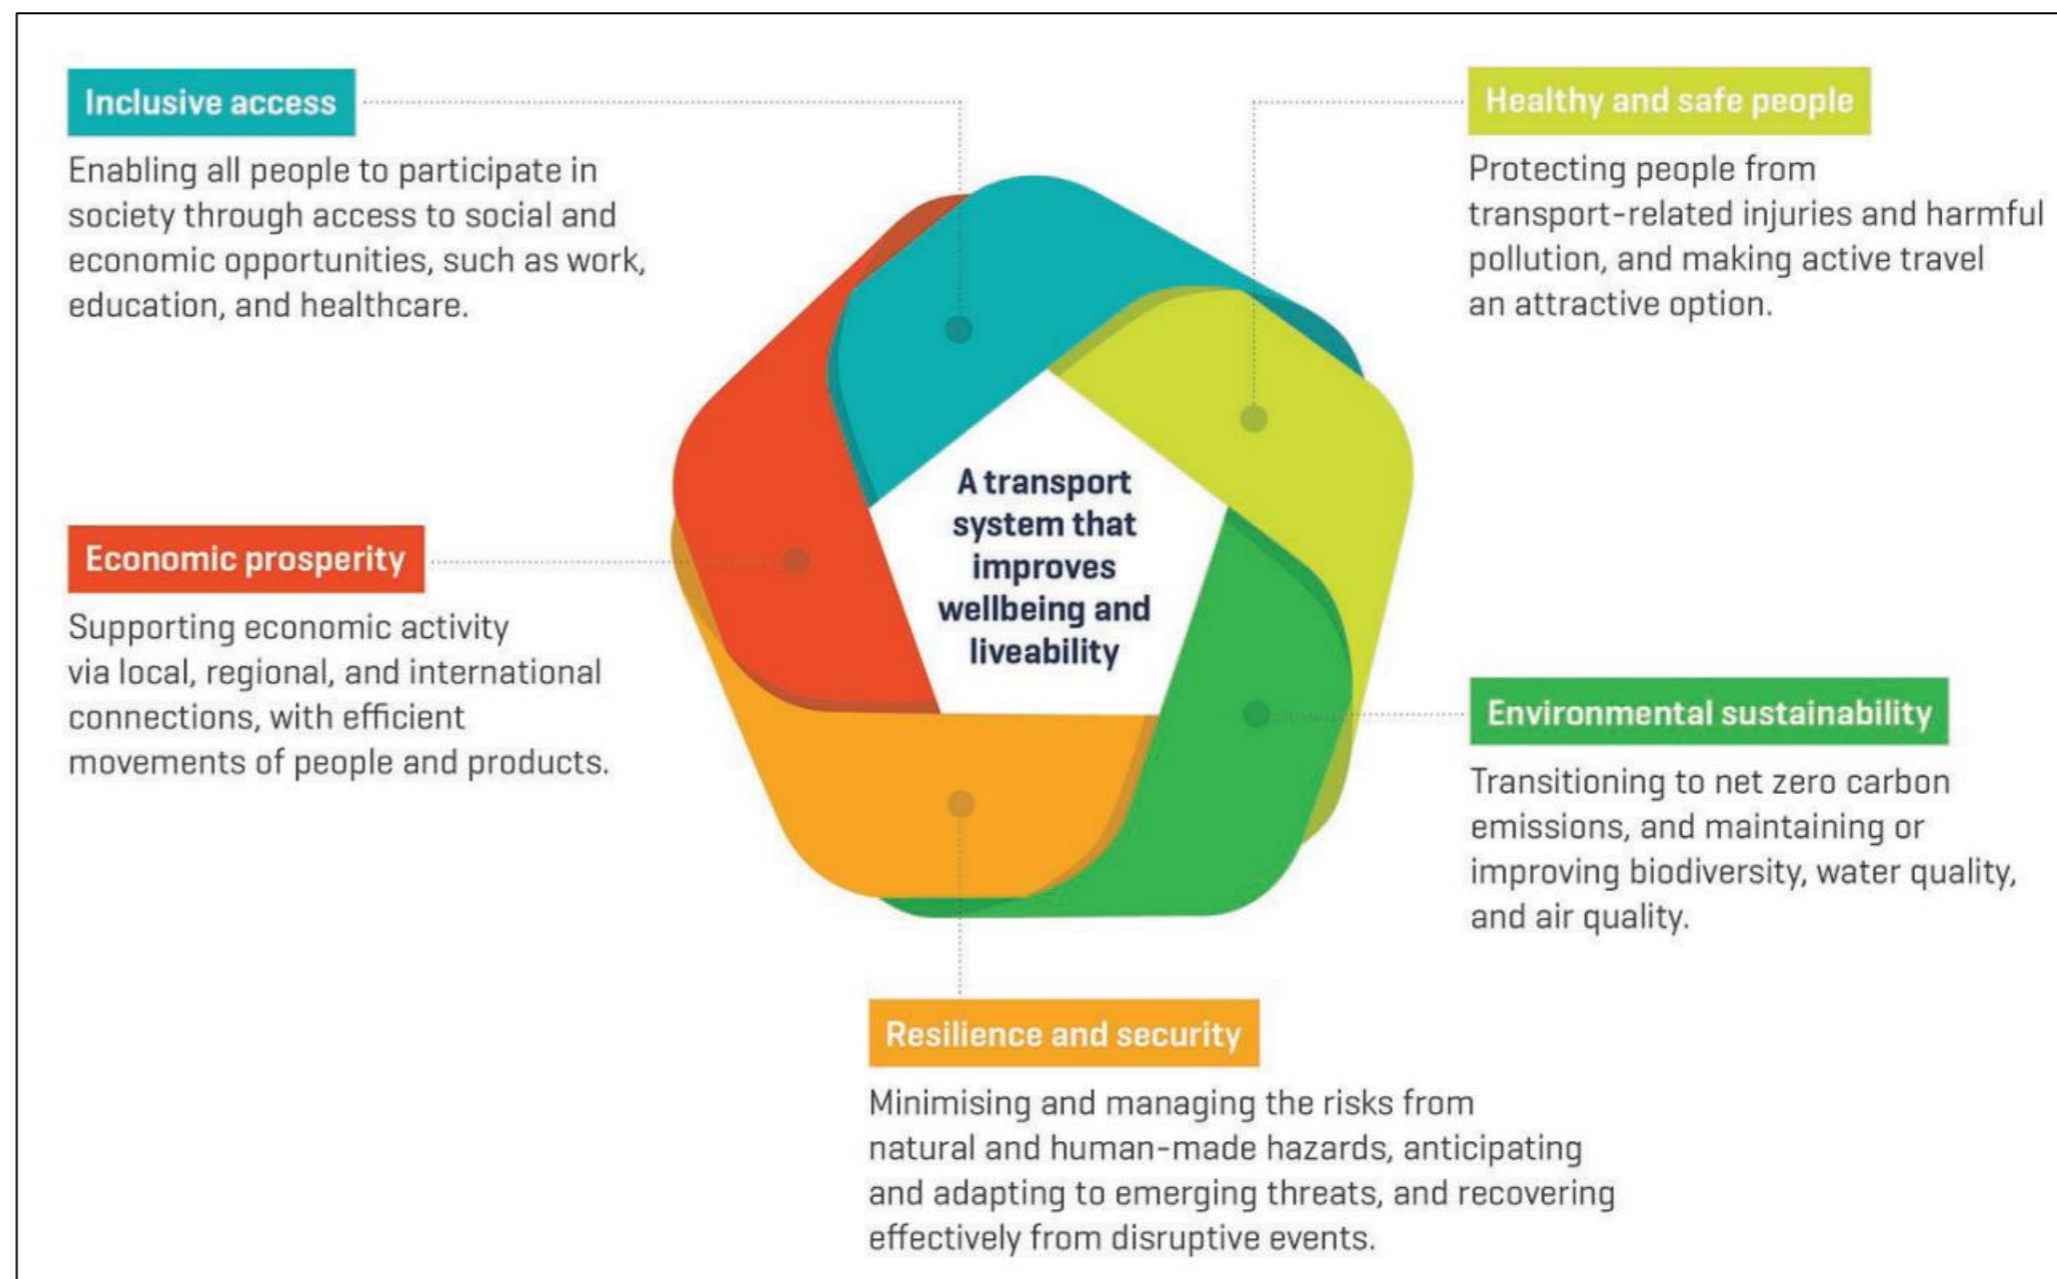 Inclusive access
Enabling all people to participate in
society through access to social and
economic opportunities, such as work,
education, and healthcare.
Healthy and safe people
Protecting people from
transport-related injuries and harmful
pollution, and making active travel
an attractive option.
A transport
system that
improves
wellbeing and
liveability
Economic prosperity
Supporting economic activity
via local, regional, and international
connections, with efficient
movements of people and products.
Environmental sustainability
Transitioning to net zero carbon
emissions, and maintaining or
improving biodiversity, water quality,
and air quality.
Resilience and security
Minimising and managing the risks from
natural and human-made hazards, anticipating
and adapting to emerging threats, and recovering
effectively from disruptive events.